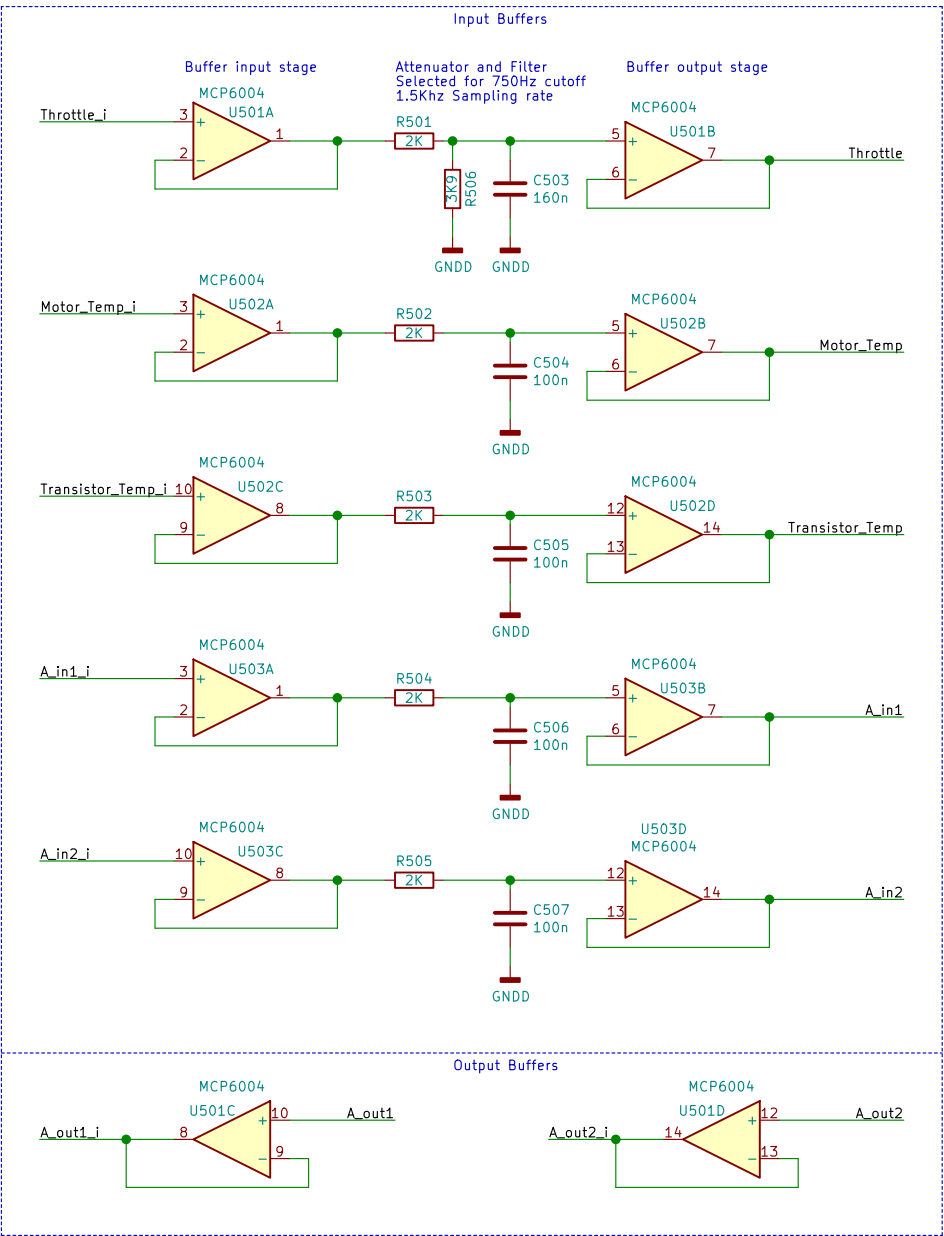 Input Buffers
Buffer input stage
Attenuator and Filter
Selected for 750Hz cutoff
1.5Khz Sampling rate
Buffer output stage
MCP6004
U501A
Throttle_i
3
+
2
−
1
R501
2K
3K9
R506
GNDD
C503
160n
GNDD
MCP6004
U501B
5
+
6
−
7
Throttle
MCP6004
U502A
Motor_Temp_i
3
+
2
−
1
R502
2K
C504
100n
GNDD
MCP6004
U502B
5
+
6
−
7
Motor_Temp
MCP6004
U502C
Transistor_Temp_i
10
+
9
−
8
R503
2K
C505
100n
GNDD
MCP6004
U502D
12
+
13
−
14
Transistor_Temp
MCP6004
U503A
A_in1_i
3
+
2
−
1
R504
2K
C506
100n
GNDD
MCP6004
U503B
5
+
6
−
7
A_in1
MCP6004
U503C
A_in2_i
10
+
9
−
8
R505
2K
C507
100n
GNDD
U503D
MCP6004
12
+
13
−
14
A_in2
Output Buffers
MCP6004
U501C
A_out1_i
8
10
+
9
−
A_out1
MCP6004
U501D
A_out2_i
14
12
+
13
−
A_out2